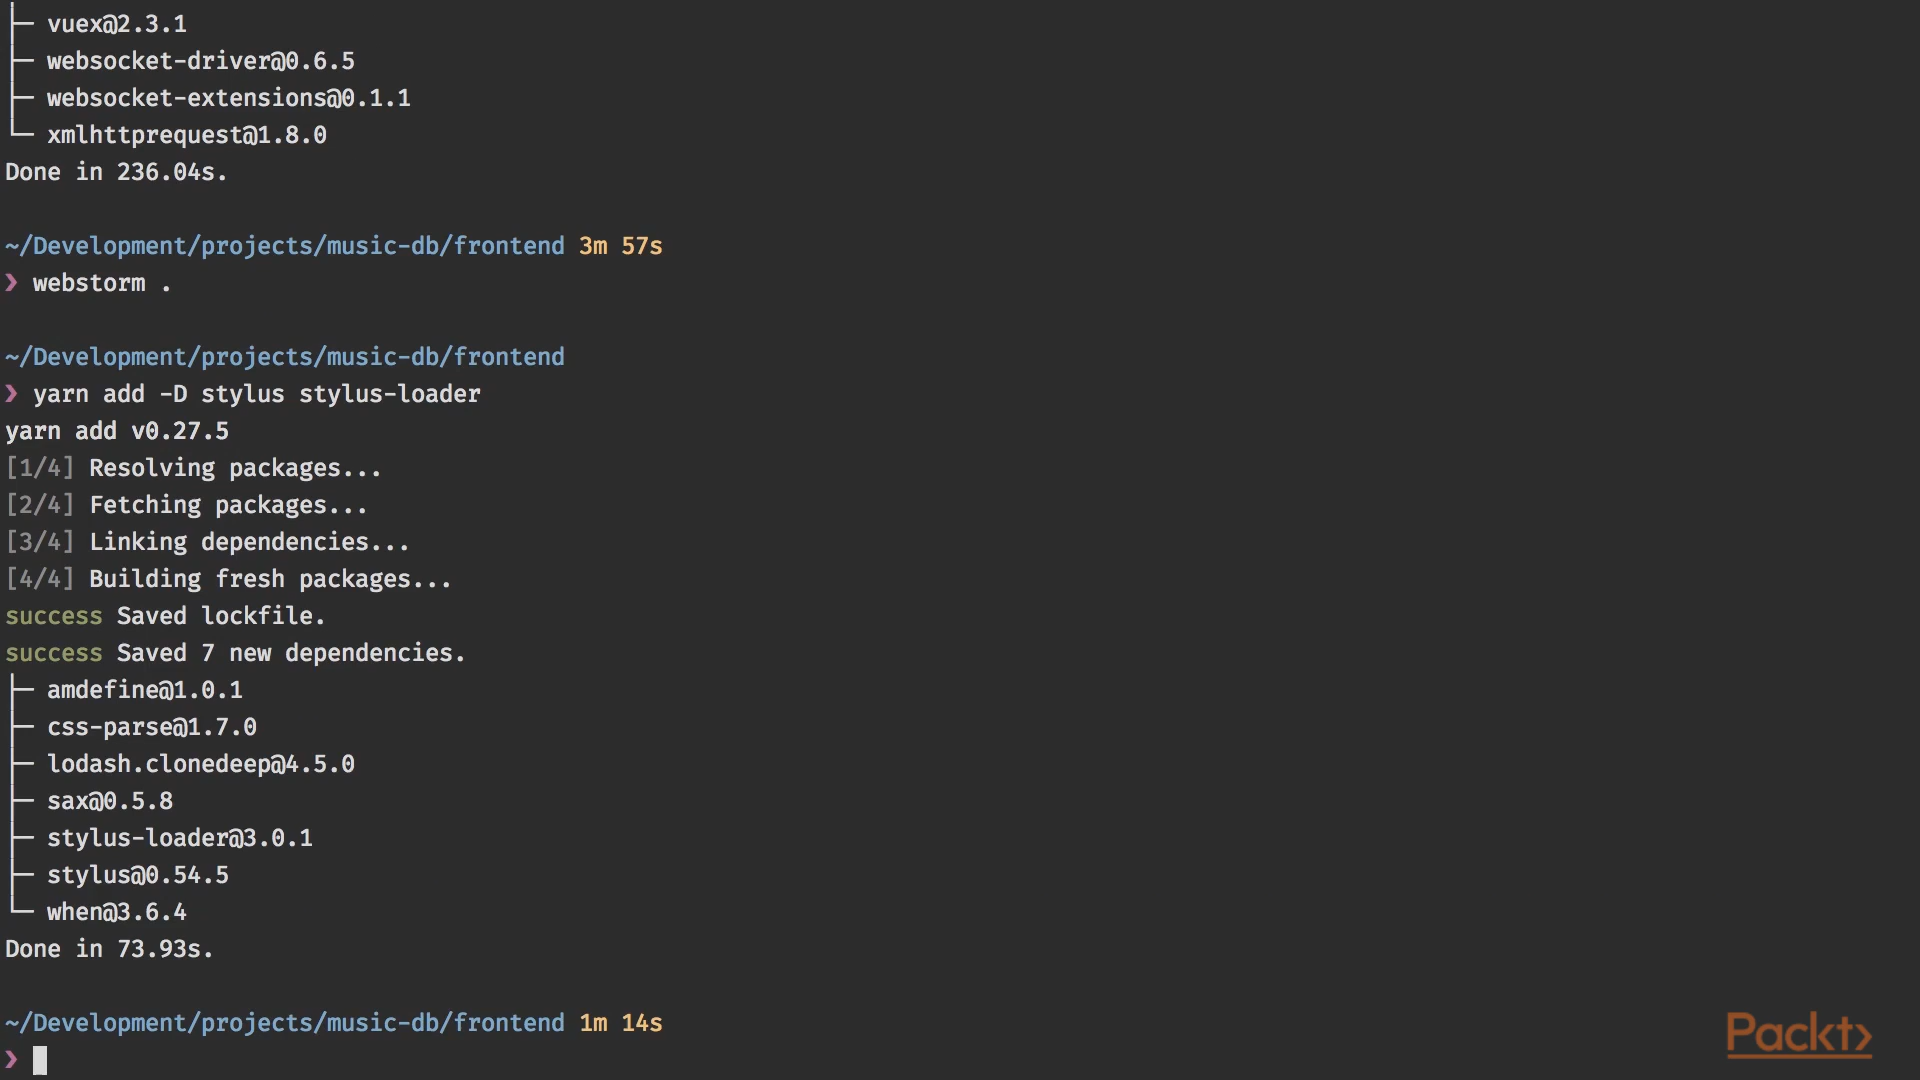 ├─ vuex@2.3.1
├─ websocket-driver@0.6.5
├─ websocket-extensions@0.1.1
└─ xmlhttprequest@1.8.0
Done in 236.04s.
~/Development/projects/music-db/frontend 3m 57s
❯ webstorm .
~/Development/projects/music-db/frontend
❯ yarn add -D stylus stylus-loader
yarn add v0.27.5
[1/4] Resolving packages...
[2/4] Fetching packages...
[3/4] Linking dependencies...
[4/4] Building fresh packages...
success Saved lockfile.
success Saved 7 new dependencies.
├─ amdefine@1.0.1
├─ css-parse@1.7.0
├─ lodash.clonedeep@4.5.0
├─ sax@0.5.8
├─ stylus-loader@3.0.1
├─ stylus@0.54.5
└─ when@3.6.4
Done in 73.93s.
~/Development/projects/music-db/frontend 1m 14s
❯
Packt>